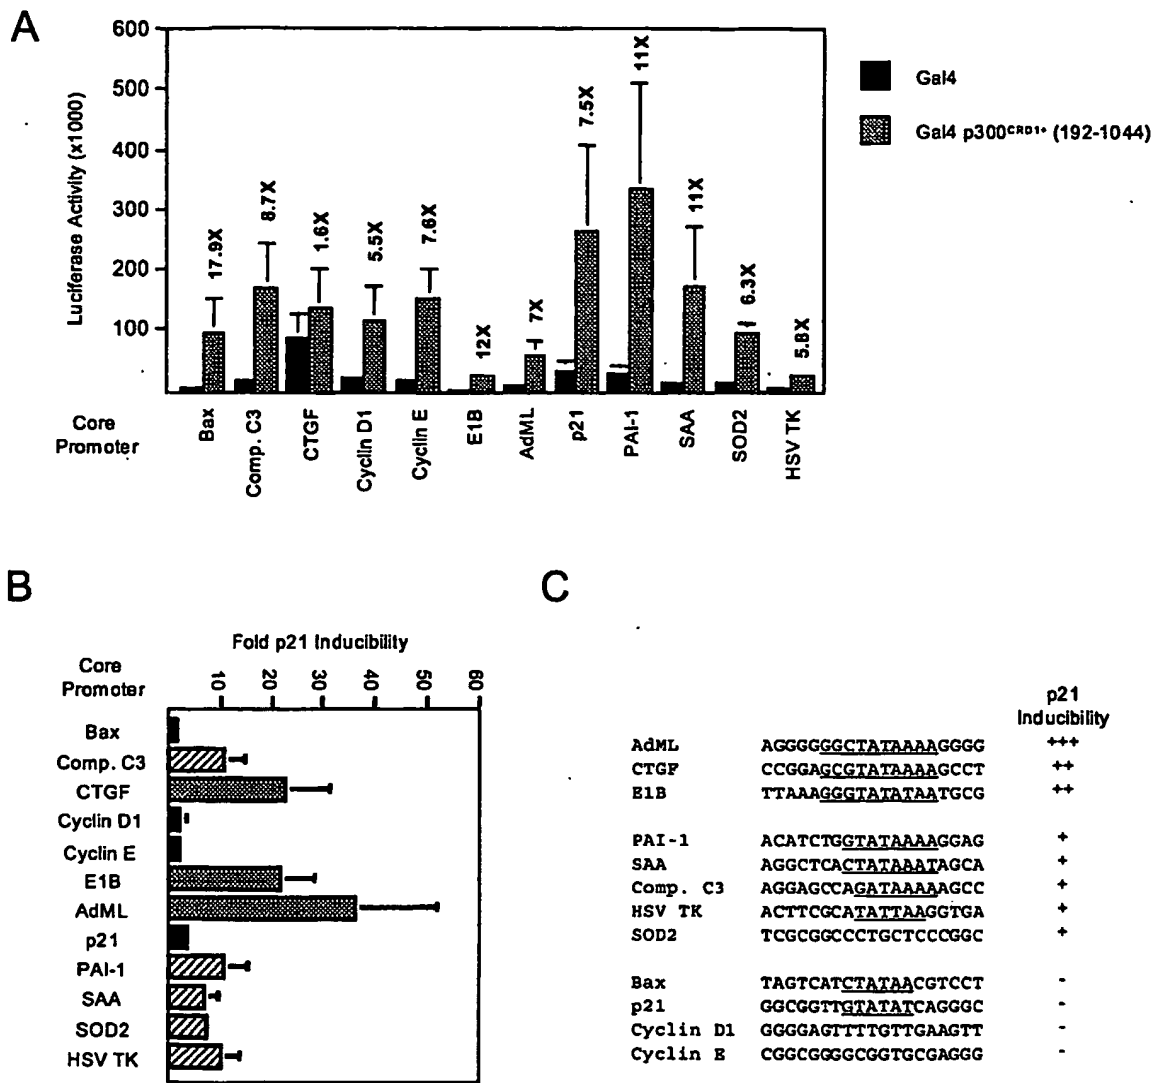 A
600
500
400
300
200
100
Luciferase Activity (x1000)
17.9X
8.7X
1.6X
5.5X
7.6X
12X
7X
7.5X
11X
11X
6.3X
5.8X
Gal4
Gal4 p300CRD1+ (192-1044)
Core
Promoter
Bax
Comp. C3
CTGF
Cyclin D1
Cyclin E
E1B
AdML
p21
PAI-1
SAA
SOD2
HSV TK
B
Fold p21 Inducibility
Core
Promoter
10
20
30
40
50
60
Bax
Comp. C3
CTGF
Cyclin D1
Cyclin E
E1B
AdML
p21
PAI-1
SAA
SOD2
HSV TK
C
p21
Inducibility
AdML AGGGGGGCTATAAAAGGGG +++
CTGF CCGGAGCGTATAAAAGCCT ++
E1B TTAAAGGGTATATAATGCG ++
PAI-1 ACATCTGGTATAAAAGGAG +
SAA AGGCTCACTATAAATAGCA +
Comp. C3 AGGAGCCAGATAAAAAGCC +
HSV TK ACTTCGCATATTAAGGTGA +
SOD2 TCGCGGCCCTGCTCCCGGC +
Bax TAGTCATCTATAACGTCCT -
p21 GGCGGTTGTATATCAGGGC -
Cyclin D1 GGGGAGTTTTGTTGAAGTT -
Cyclin E CGGCGGGGCGGTGCGAGGG -